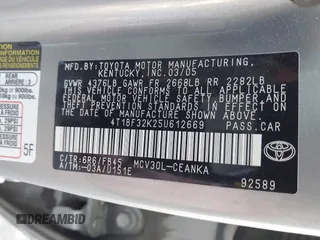 MFD. BY: TOYOTA MOTOR MANUFACTURING,
KENTUCKY, INC. 03/05
GVWR 4376LB GAWR FR 2668LB RR 2282LB
THIS VEHICLE CONFORMS TO ALL APPLICABLE
FEDERAL MOTOR VEHICLE SAFETY, BUMPER, AND
THEFT PREVENTION STANDARDS IN EFFECT ON
THE DATE OF MANUFACTURE SHOWN ABOVE.
4T1BF32K25U612669 PASS. CAR
C/TR: 6R6/FB45 MCV30L-CEANKA
A/TM: -03A/U151E
TOYOTA
92589
5F